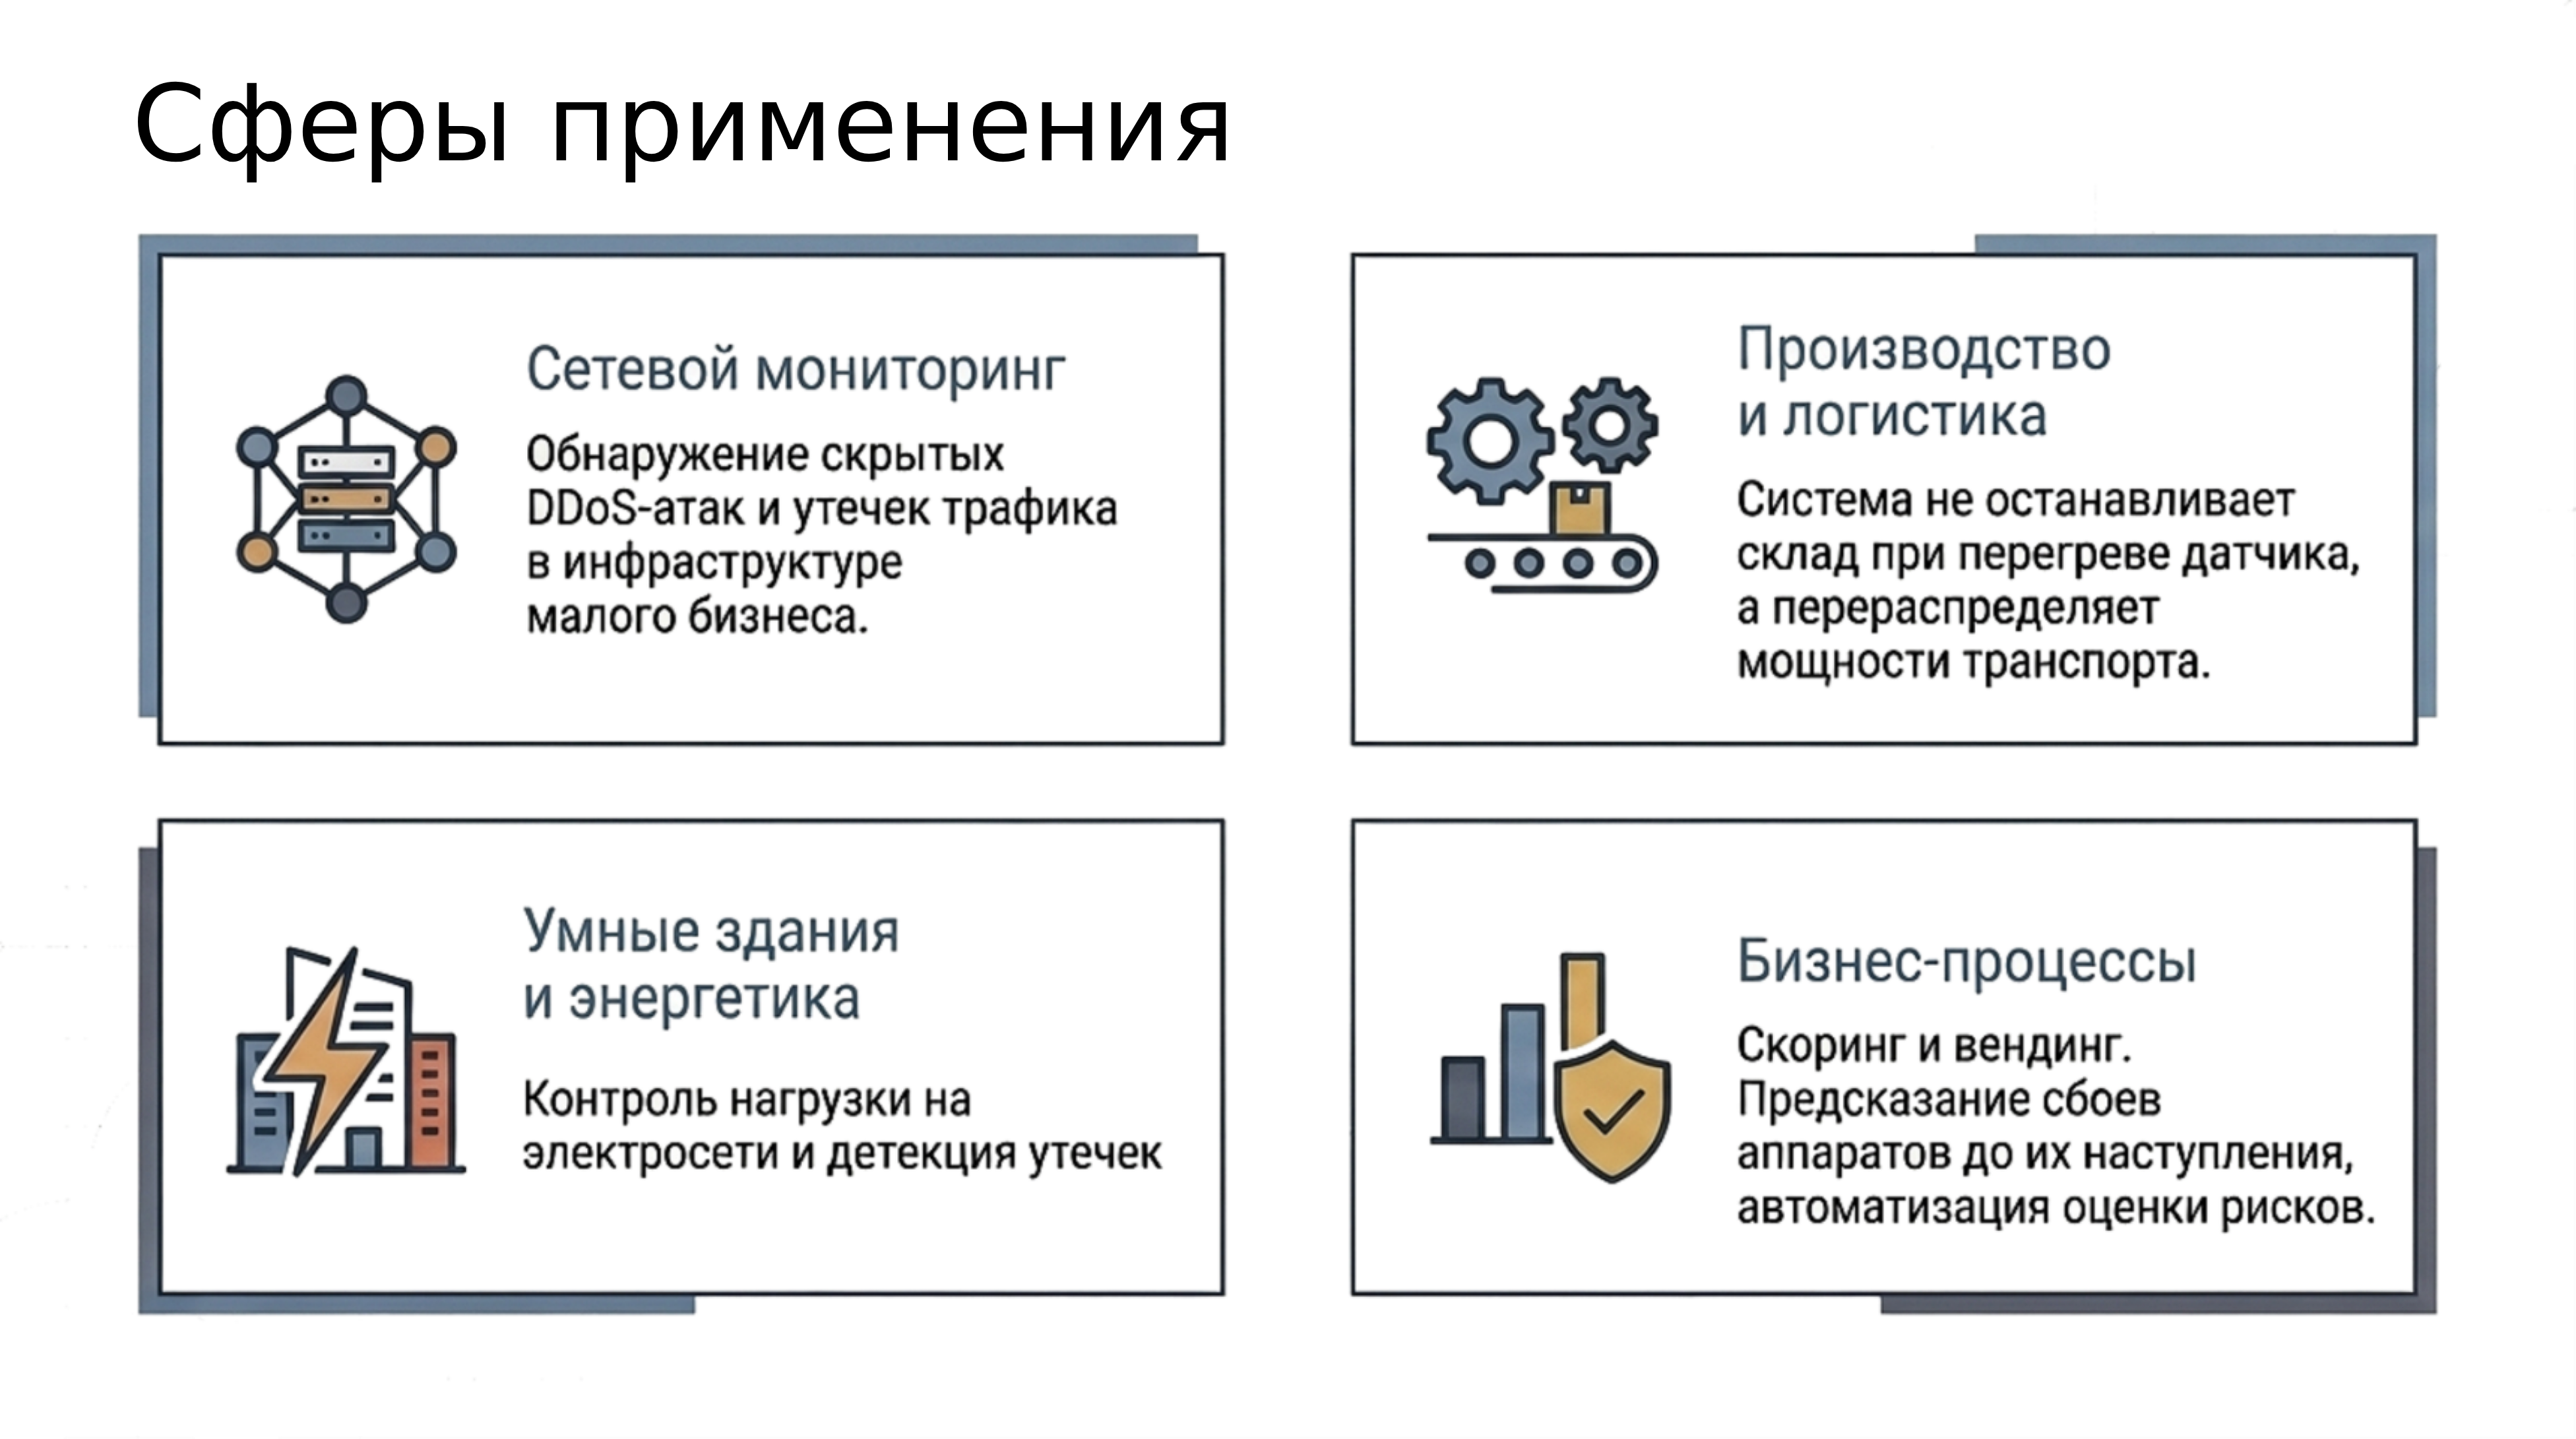 Сферы применения
Сетевой мониторинг
Обнаружение скрытых
DDoS-атак и утечек трафика
в инфраструктуре
малого бизнеса.
Производство
и логистика
Система не останавливает
склад при перегреве датчика,
а перераспределяет
мощности транспорта.
Умные здания
и энергетика
Контроль нагрузки на
электросети и детекция утечек
Бизнес-процессы
Скоринг и вендинг.
Предсказание сбоев
аппаратов до их наступления,
автоматизация оценки рисков.